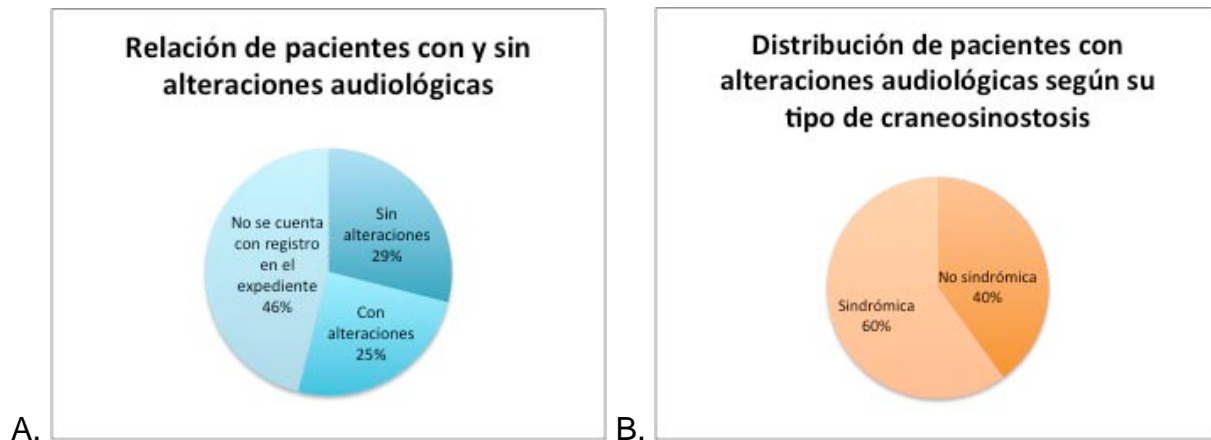 Relación de pacientes con y sin
alteraciones audiológicas
No se cuenta
con registro
en el
expediente
46%
Sin
alteraciones
29%
Con
alteraciones
25%
A.
Distribución de pacientes con
alteraciones audiológicas según su
tipo de craneosinostosis
No sindrómica
40%
Sindrómica
60%
B.